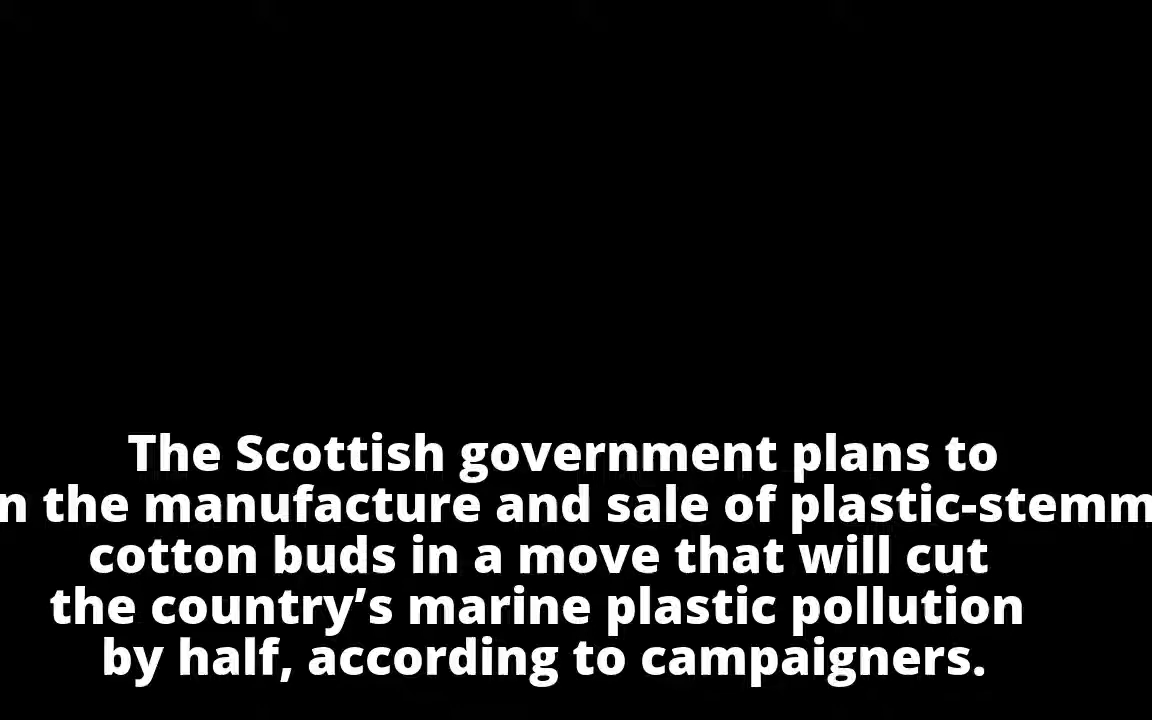 The Scottish government plans to
n the manufacture and sale of plastic-stemm
cotton buds in a move that will cut
the country’s marine plastic pollution
by half, according to campaigners.